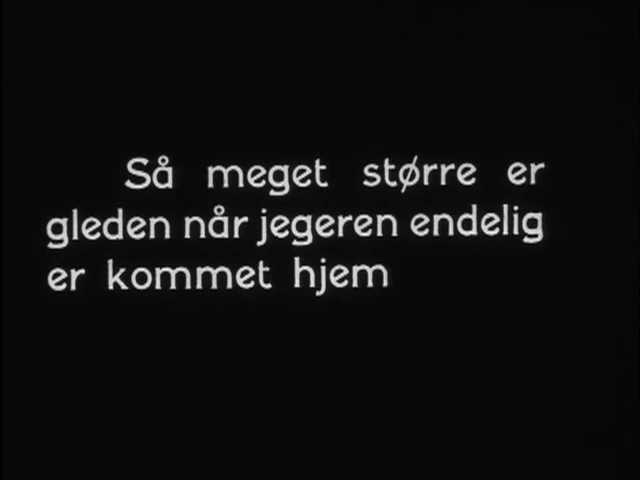 Så meget større er
gleden når jegeren endelig
er kommet hjem